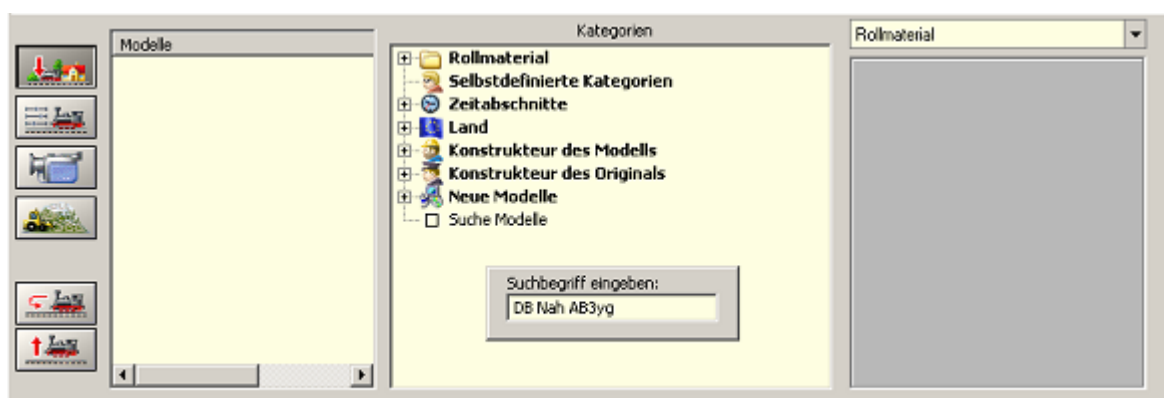 Modelle
Kategorien
Rollmaterial
Selbstdefinierte Kategorien
Zeitabschnitte
Land
Konstrukteur des Modells
Konstrukteur des Originals
Neue Modelle
Suche Modelle
Suchbegriff eingeben:
DB Nah AB3yg
Rollmaterial